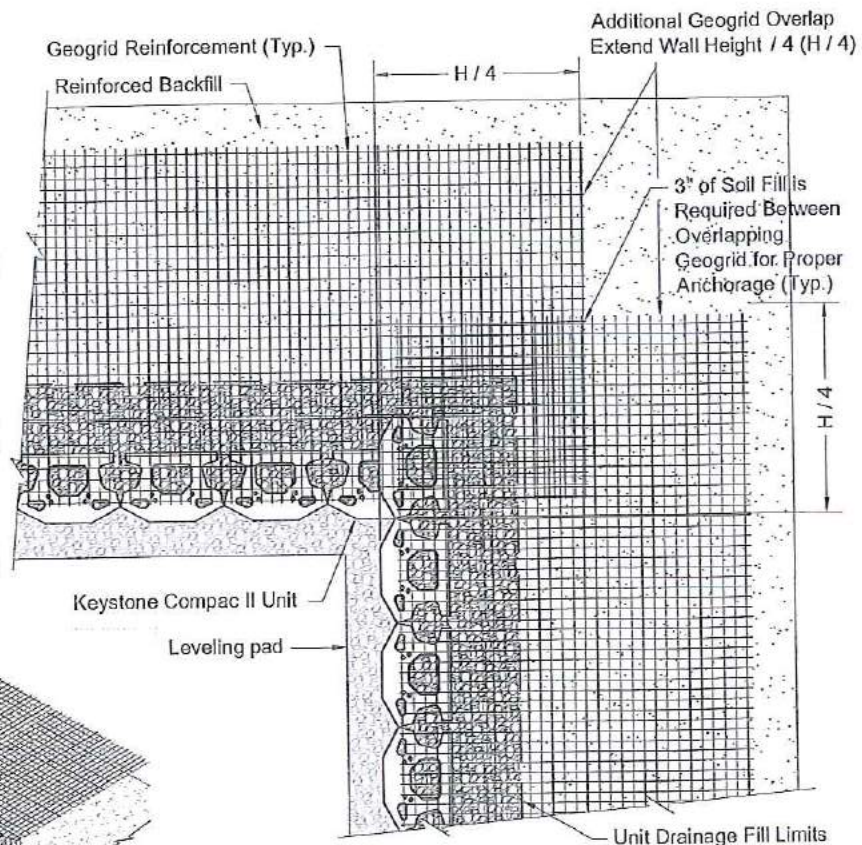 Additional Geogrid Overlap
Extend Wall Height / 4 (H / 4)
Geogrid Reinforcement (Typ.)
H / 4
Reinforced Backfill
3" of Soil Fill is
Required Between
Overlapping
Geogrid for Proper
Anchorage (Typ.)
H / 4
Keystone Compac II Unit
Leveling pad
Unit Drainage Fill Limits